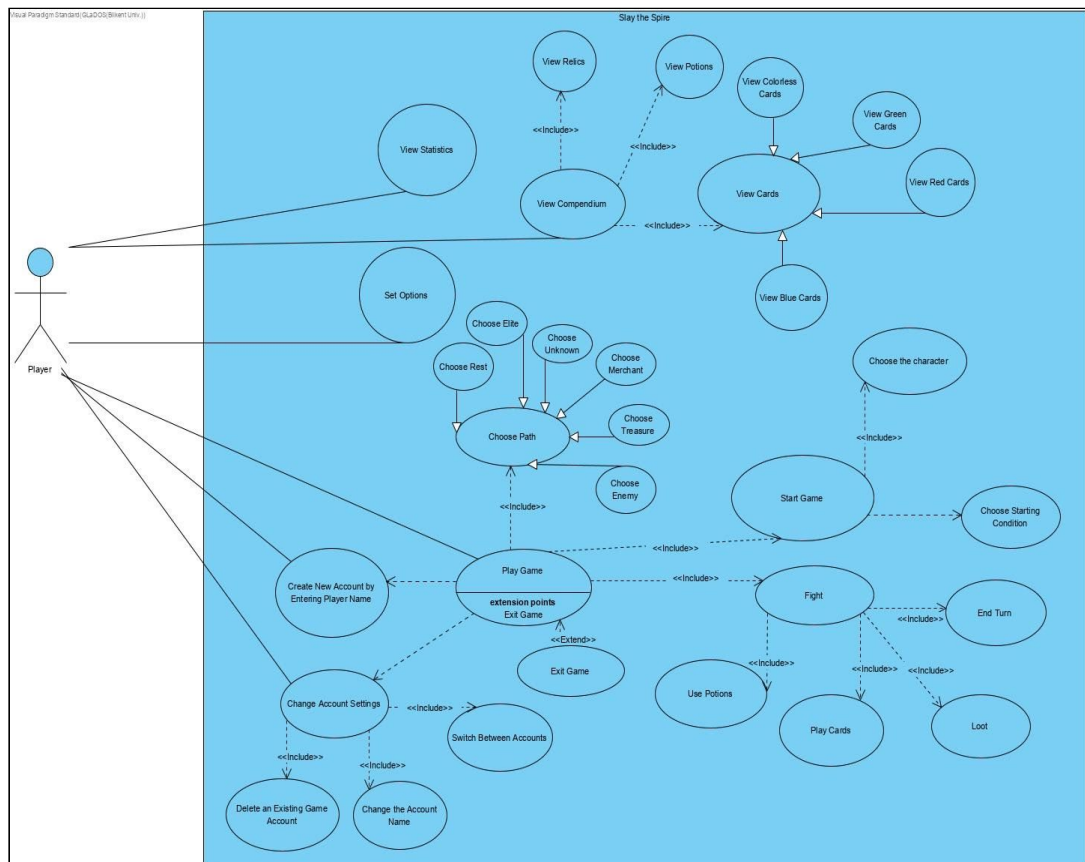 Visual Paradigm Standard(GLaDOS(Bilkent Univ.))
Slay the Spire
View Relics
View Potions
View Colorless
Cards
View Green
Cards
<<Include>>
<<Include>>
View Statistics
View Compendium
View Cards
View Red Cards
<<Include>>
Set Options
View Blue Cards
Choose Elite
Choose
Unknown
Choose
Merchant
Choose Rest
Choose the character
Player
Choose
Treasure
Choose Path
<<Include>>
Choose
Enemy
Start Game
<<Include>>
Choose Starting
Condition
<<Include>>
Play Game
Create New Account by
Entering Player Name
<<Include>>
Fight
extension points
Exit Game
End Turn
<<Include>>
<<Extend>>
Exit Game
<<Include>>
<<Include>>
<<Include>>
Use Potions
Change Account Settings
<<Include>>
Play Cards
Loot
Switch Between Accounts
<<Include>>
<<Include>>
Delete an Existing Game
Account
Change the Account
Name